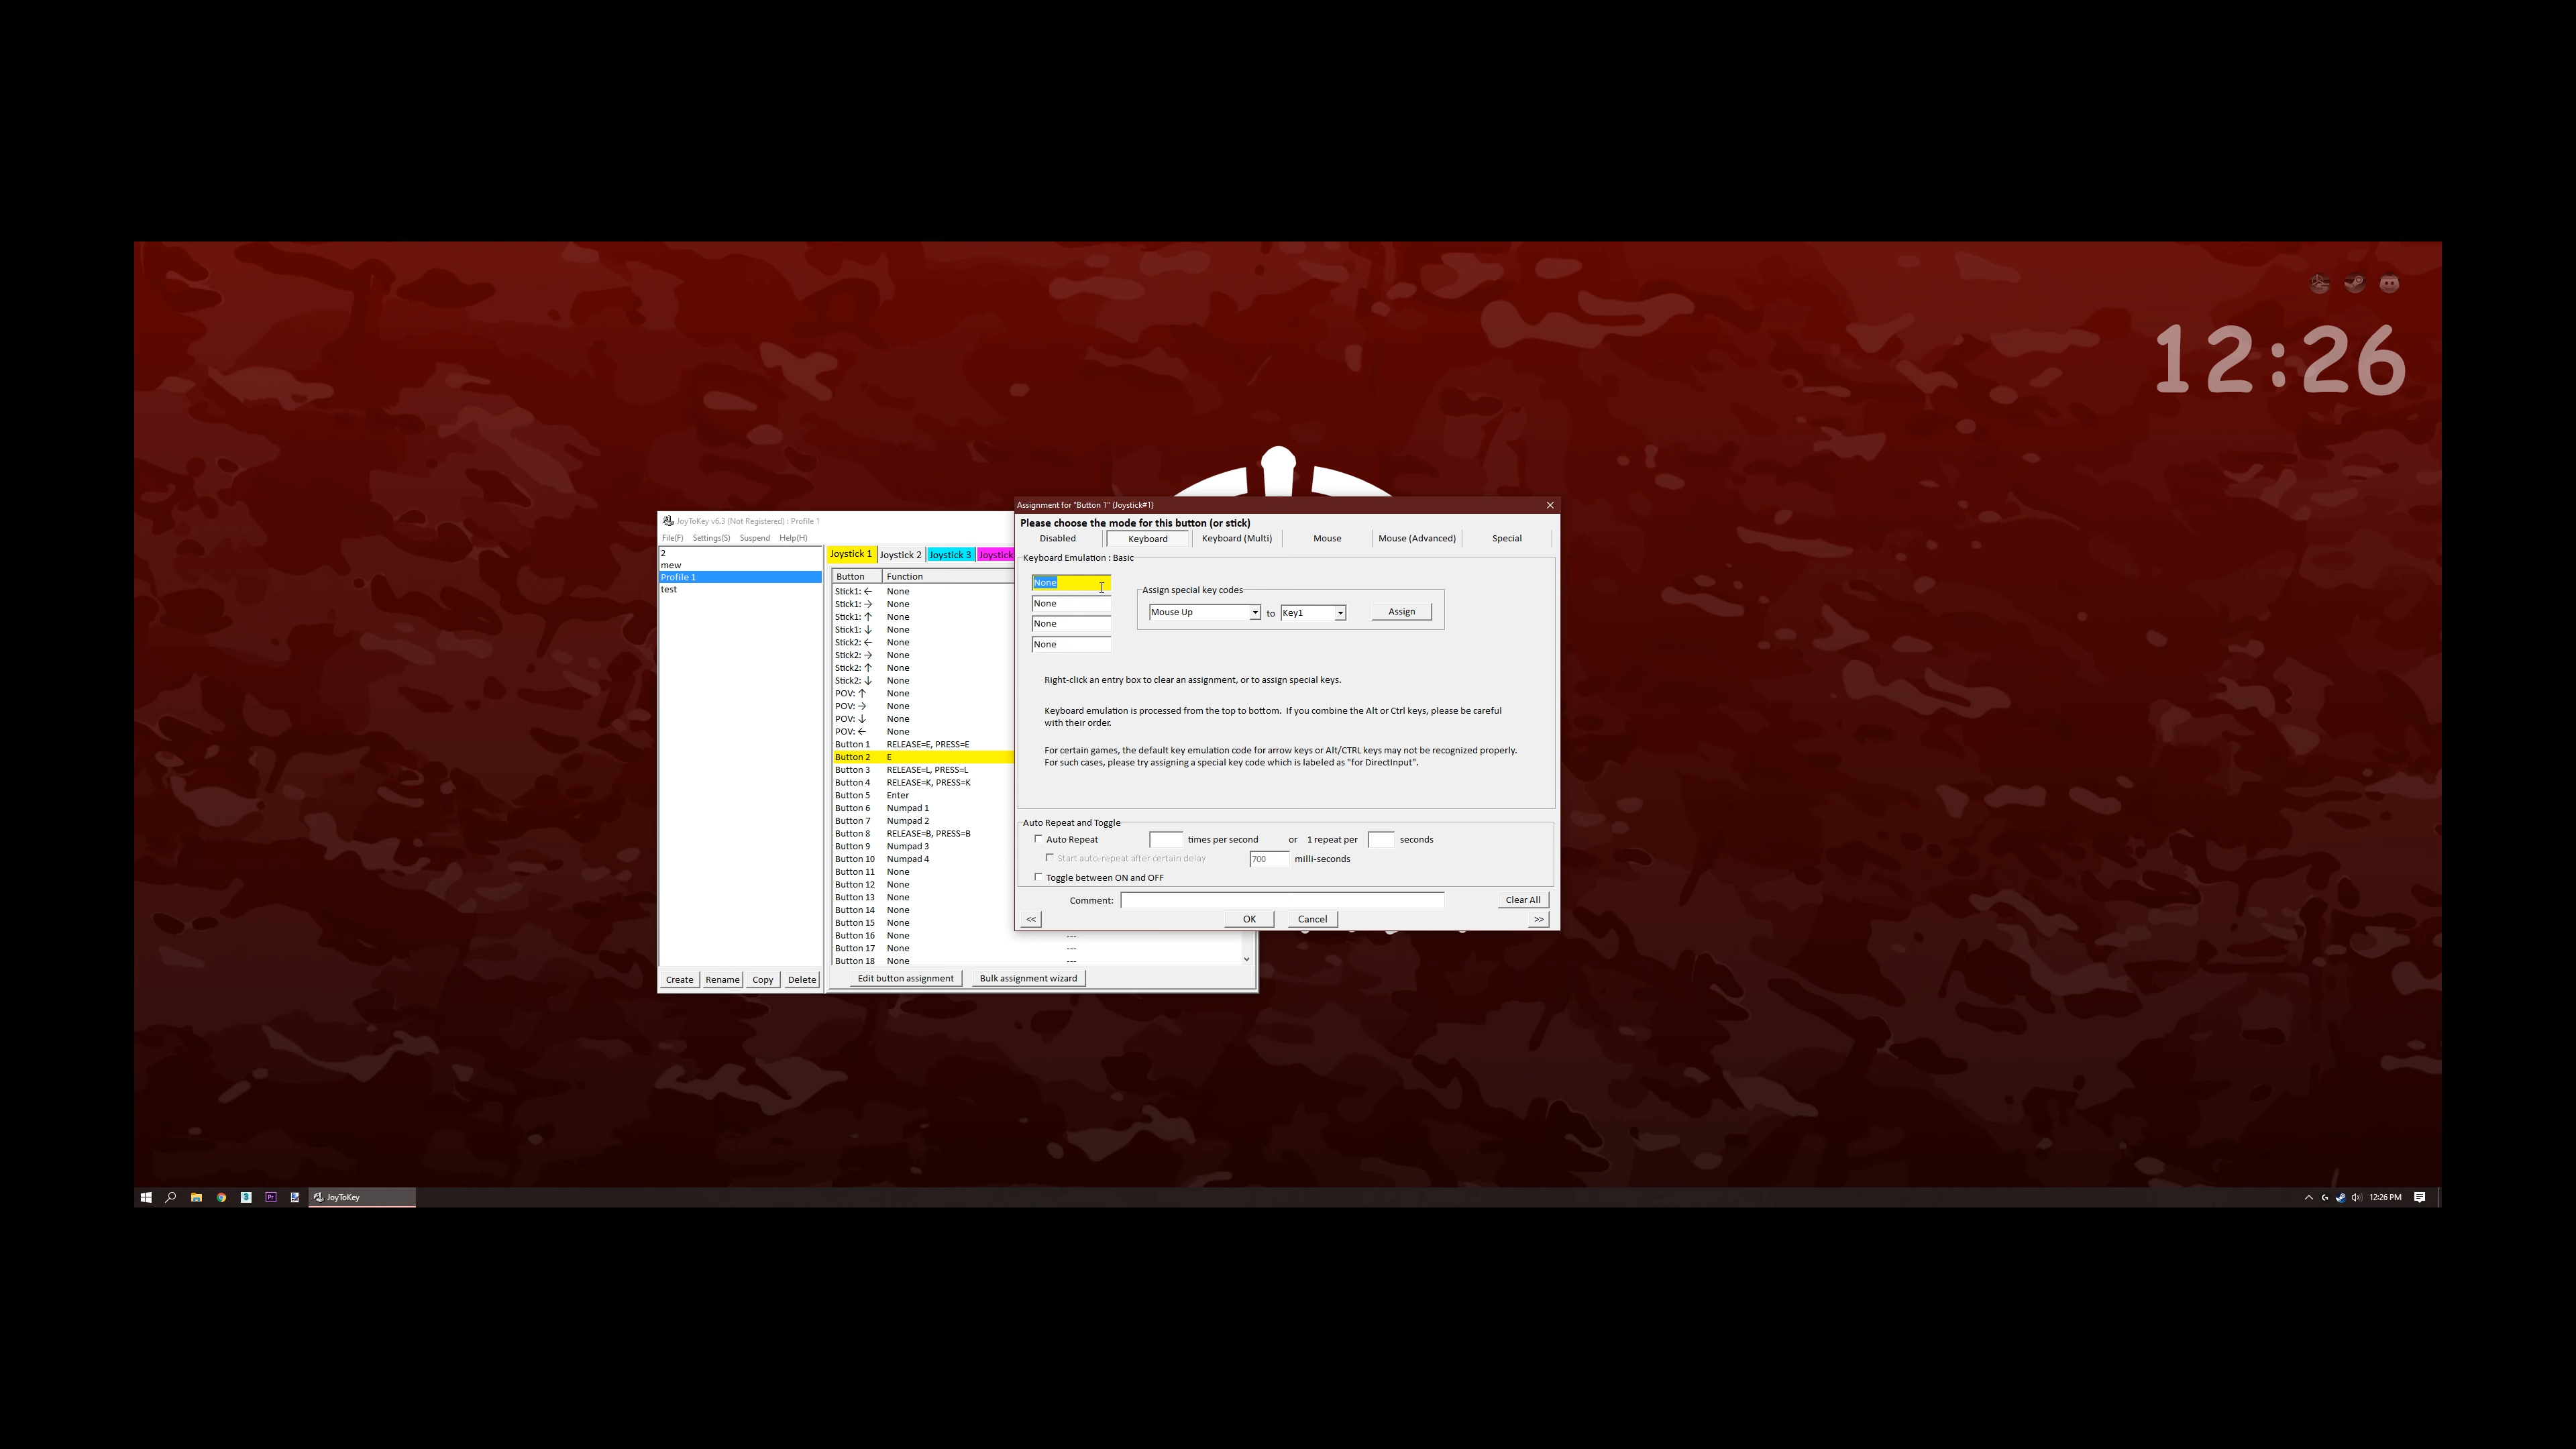 12:26
JoyToKey v6.3 (Not Registered) : Profile 1
File(F) Settings(S) Suspend Help(H)
2
mew
Profile 1
test
Create Rename Copy Delete
Joystick 1 Joystick 2 Joystick 3 Joystick
Button Function
Stick1: ← None
Stick1: → None
Stick1: ↑ None
Stick1: ↓ None
Stick2: ← None
Stick2: → None
Stick2: ↑ None
Stick2: ↓ None
POV: ↑ None
POV: → None
POV: ↓ None
POV: ← None
Button 1 RELEASE=E, PRESS=E
Button 2 E
Button 3 RELEASE=L, PRESS=L
Button 4 RELEASE=K, PRESS=K
Button 5 Enter
Button 6 Numpad 1
Button 7 Numpad 2
Button 8 RELEASE=B, PRESS=B
Button 9 Numpad 3
Button 10 Numpad 4
Button 11 None
Button 12 None
Button 13 None
Button 14 None
Button 15 None
Button 16 None ---
Button 17 None ---
Button 18 None ---
Edit button assignment Bulk assignment wizard
Assignment for "Button 1" (Joystick#1)
Please choose the mode for this button (or stick)
Disabled Keyboard Keyboard (Multi) Mouse Mouse (Advanced) Special
Keyboard Emulation : Basic
None
None
None
None
Assign special key codes
Mouse Up to Key1 Assign
Right-click an entry box to clear an assignment, or to assign special keys.
Keyboard emulation is processed from the top to bottom. If you combine the Alt or Ctrl keys, please be careful
with their order.
For certain games, the default key emulation code for arrow keys or Alt/CTRL keys may not be recognized properly.
For such cases, please try assigning a special key code which is labeled as "for DirectInput".
Auto Repeat and Toggle
Auto Repeat times per second or 1 repeat per seconds
Start auto-repeat after certain delay 700 milli-seconds
Toggle between ON and OFF
Comment: Clear All
<< OK Cancel >>
Pr JoyToKey 12:26 PM